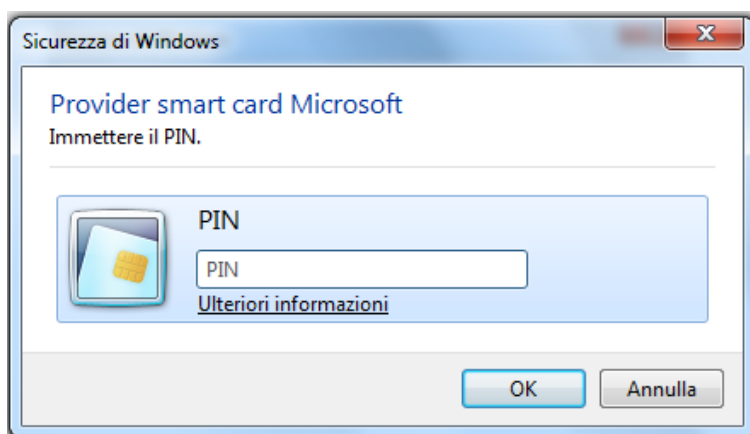 Sicurezza di Windows
Provider smart card Microsoft
Immettere il PIN.
PIN
PIN
Ulteriori informazioni
OK Annulla